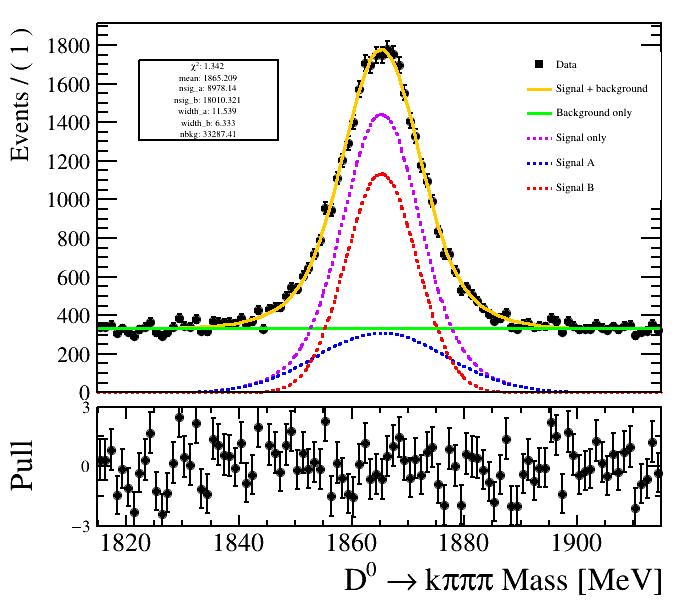 Events / ( 1 )
1800
1600
1400
1200
1000
800
600
400
200
0
χ²: 1.342
mean: 1865.209
nsig_a: 8978.14
nsig_b: 18010.321
width_a: 11.539
width_b: 6.333
nbkg: 33287.41
Data
Signal + background
Background only
Signal only
Signal A
Signal B
Pull
3
0
−3
1820 1840 1860 1880 1900
D⁰ → kπππ Mass [MeV]